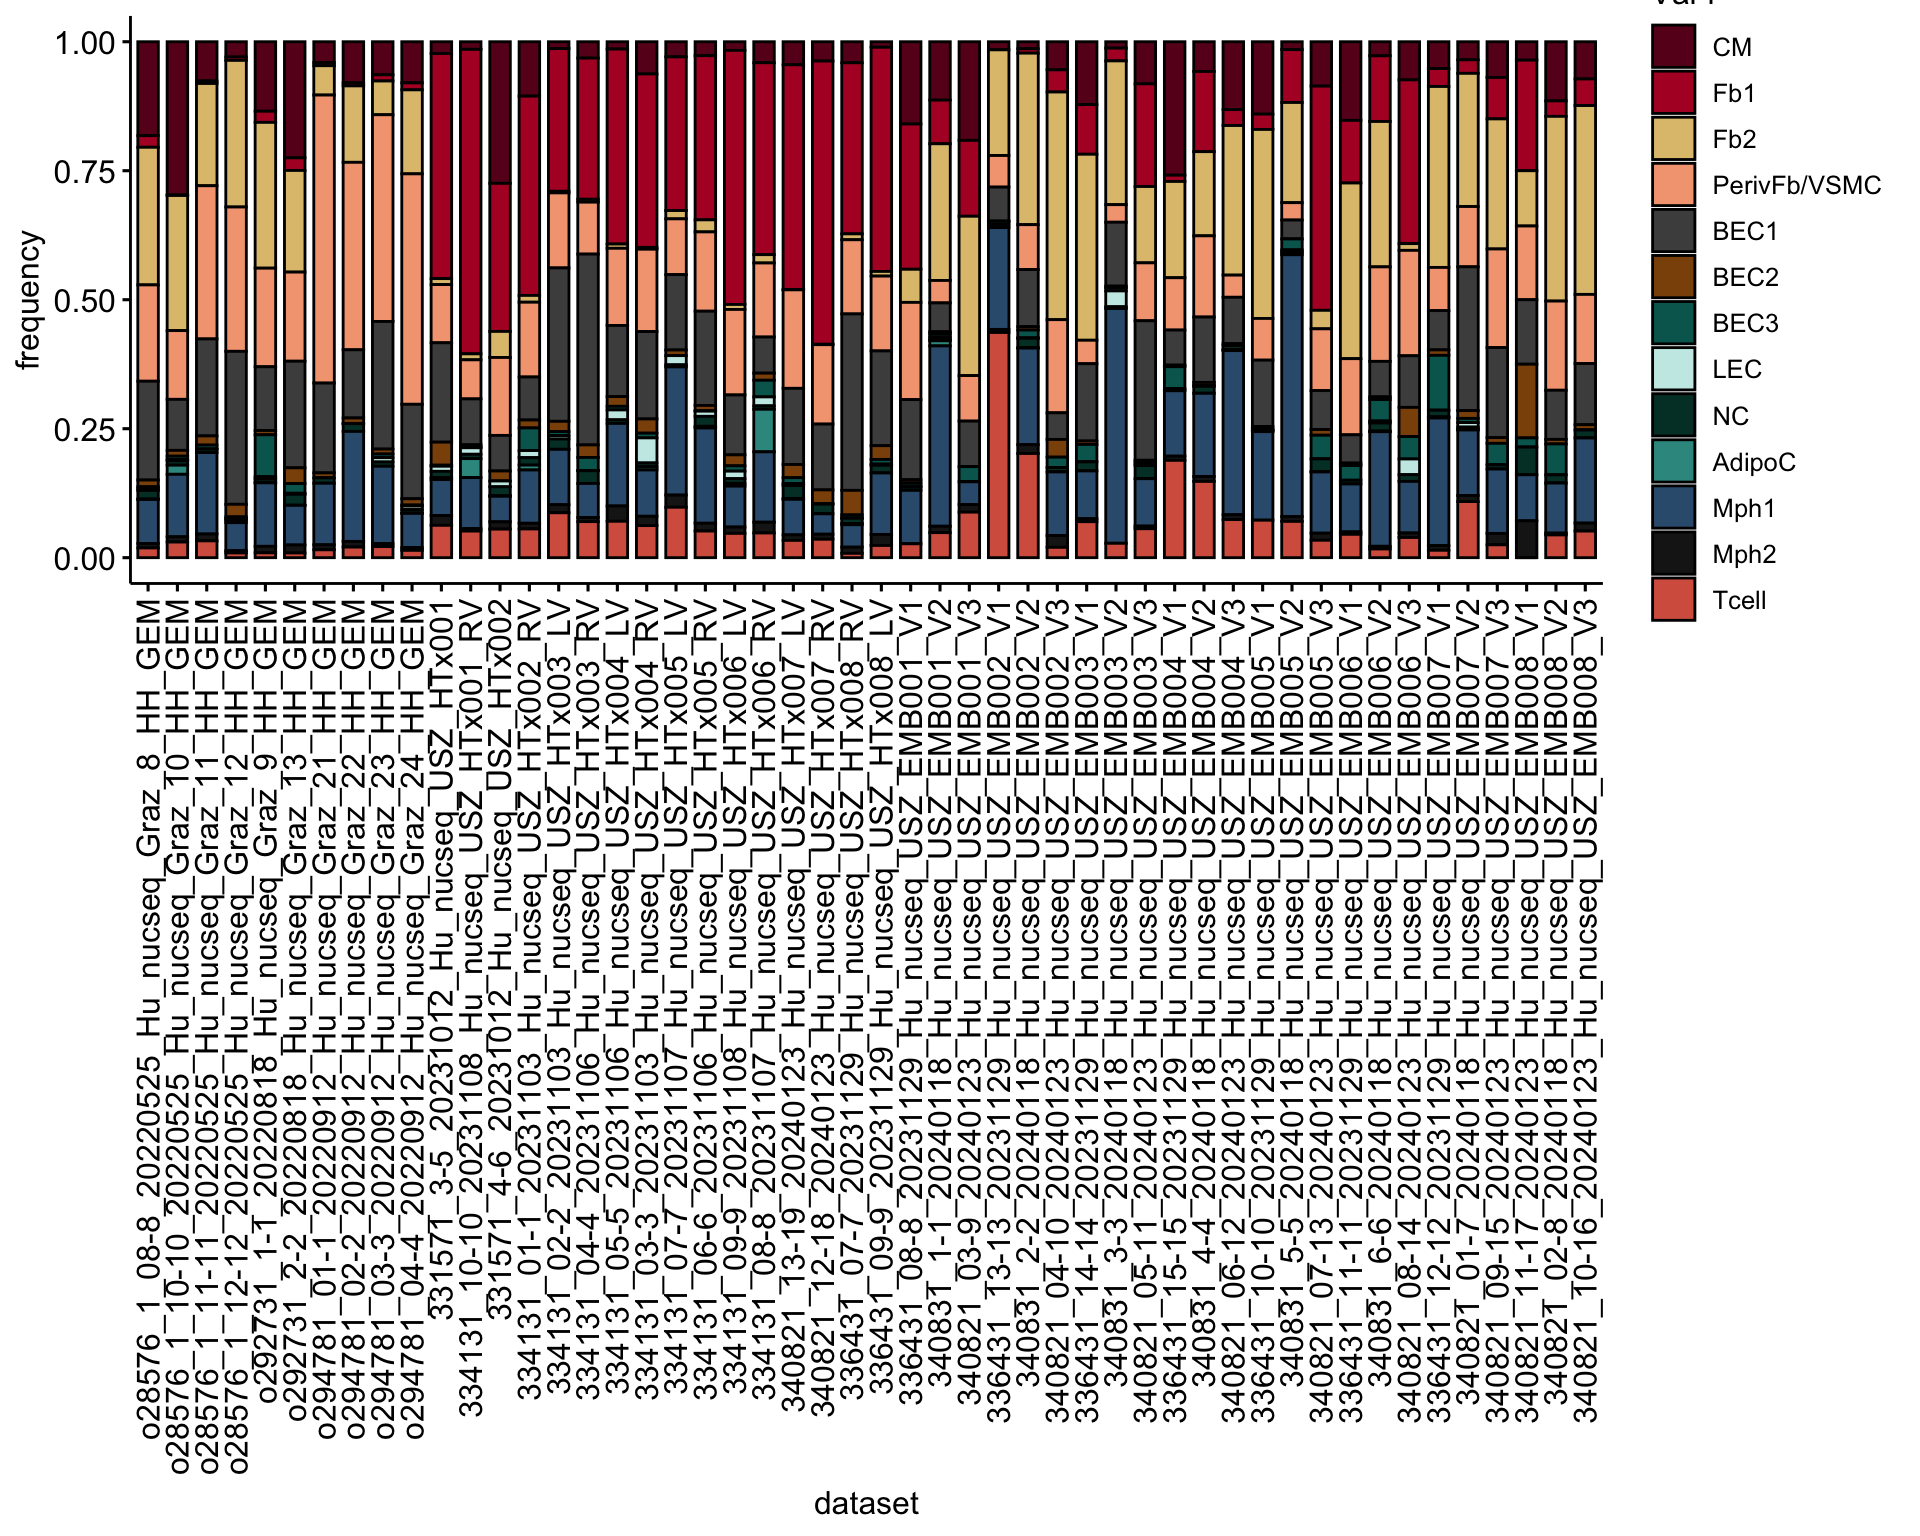 1.00
0.75
0.50
0.25
0.00
frequency
CM
Fb1
Fb2
PerivFb/VSMC
BEC1
BEC2
BEC3
LEC
NC
AdipoC
Mph1
Mph2
Tcell
o28576_1_08-8_20220525_Hu_nucseq_Graz_8_HH_GEM
o28576_1_10-10_20220525_Hu_nucseq_Graz_10_HH_GEM
o28576_1_11-11_20220525_Hu_nucseq_Graz_11_HH_GEM
o28576_1_12-12_20220525_Hu_nucseq_Graz_12_HH_GEM
o292731_1-1_20220818_Hu_nucseq_Graz_9_HH_GEM
o292731_2-2_20220818_Hu_nucseq_Graz_13_HH_GEM
o294781_01-1_20220912_Hu_nucseq_Graz_21_HH_GEM
o294781_02-2_20220912_Hu_nucseq_Graz_22_HH_GEM
o294781_03-3_20220912_Hu_nucseq_Graz_23_HH_GEM
o294781_04-4_20220912_Hu_nucseq_Graz_24_HH_GEM
331571_3-5_20231012_Hu_nucseq_USZ_HTx001
334131_10-10_20231108_Hu_nucseq_USZ_HTx001_RV
331571_4-6_20231012_Hu_nucseq_USZ_HTx002
334131_01-1_20231103_Hu_nucseq_USZ_HTx002_RV
334131_02-2_20231103_Hu_nucseq_USZ_HTx003_LV
334131_04-4_20231106_Hu_nucseq_USZ_HTx003_RV
334131_05-5_20231106_Hu_nucseq_USZ_HTx004_LV
334131_03-3_20231103_Hu_nucseq_USZ_HTx004_RV
334131_07-7_20231107_Hu_nucseq_USZ_HTx005_LV
334131_06-6_20231106_Hu_nucseq_USZ_HTx005_RV
334131_09-9_20231108_Hu_nucseq_USZ_HTx006_LV
334131_08-8_20231107_Hu_nucseq_USZ_HTx006_RV
340821_13-19_20240123_Hu_nucseq_USZ_HTx007_LV
340821_12-18_20240123_Hu_nucseq_USZ_HTx007_RV
336431_07-7_20231129_Hu_nucseq_USZ_HTx008_RV
336431_09-9_20231129_Hu_nucseq_USZ_HTx008_LV
336431_08-8_20231129_Hu_nucseq_USZ_EMB001_V1
340831_1-1_20240118_Hu_nucseq_USZ_EMB001_V2
340821_03-9_20240123_Hu_nucseq_USZ_EMB001_V3
336431_13-13_20231129_Hu_nucseq_USZ_EMB002_V1
340831_2-2_20240118_Hu_nucseq_USZ_EMB002_V2
340821_04-10_20240123_Hu_nucseq_USZ_EMB002_V3
336431_14-14_20231129_Hu_nucseq_USZ_EMB003_V1
340831_3-3_20240118_Hu_nucseq_USZ_EMB003_V2
340821_05-11_20240123_Hu_nucseq_USZ_EMB003_V3
336431_15-15_20231129_Hu_nucseq_USZ_EMB004_V1
340831_4-4_20240118_Hu_nucseq_USZ_EMB004_V2
340821_06-12_20240123_Hu_nucseq_USZ_EMB004_V3
336431_10-10_20231129_Hu_nucseq_USZ_EMB005_V1
340831_5-5_20240118_Hu_nucseq_USZ_EMB005_V2
340821_07-13_20240123_Hu_nucseq_USZ_EMB005_V3
336431_11-11_20231129_Hu_nucseq_USZ_EMB006_V1
340831_6-6_20240118_Hu_nucseq_USZ_EMB006_V2
340821_08-14_20240123_Hu_nucseq_USZ_EMB006_V3
336431_12-12_20231129_Hu_nucseq_USZ_EMB007_V1
340821_01-7_20240118_Hu_nucseq_USZ_EMB007_V2
340821_09-15_20240123_Hu_nucseq_USZ_EMB007_V3
340821_11-17_20240123_Hu_nucseq_USZ_EMB008_V1
340821_02-8_20240118_Hu_nucseq_USZ_EMB008_V2
340821_10-16_20240123_Hu_nucseq_USZ_EMB008_V3
dataset